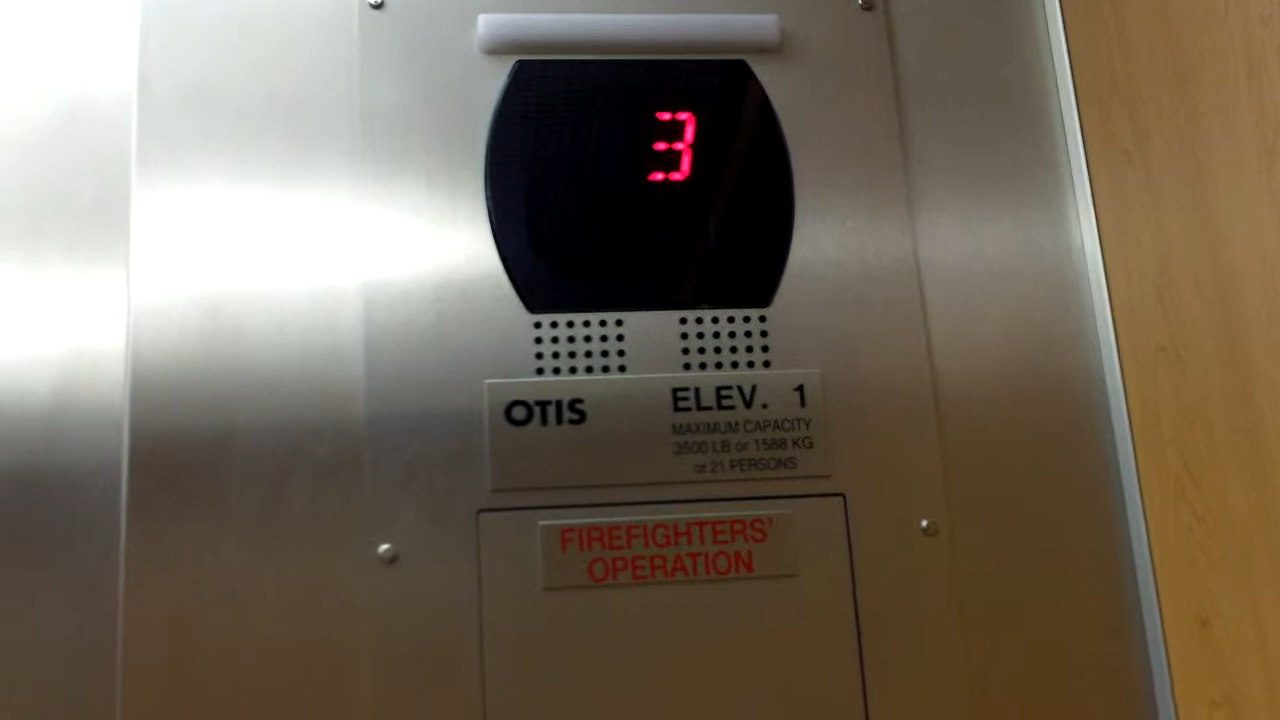 3
OTIS
ELEV. 1
MAXIMUM CAPACITY
3500 LB or 1588 KG
or 21 PERSONS
FIREFIGHTERS'
OPERATION